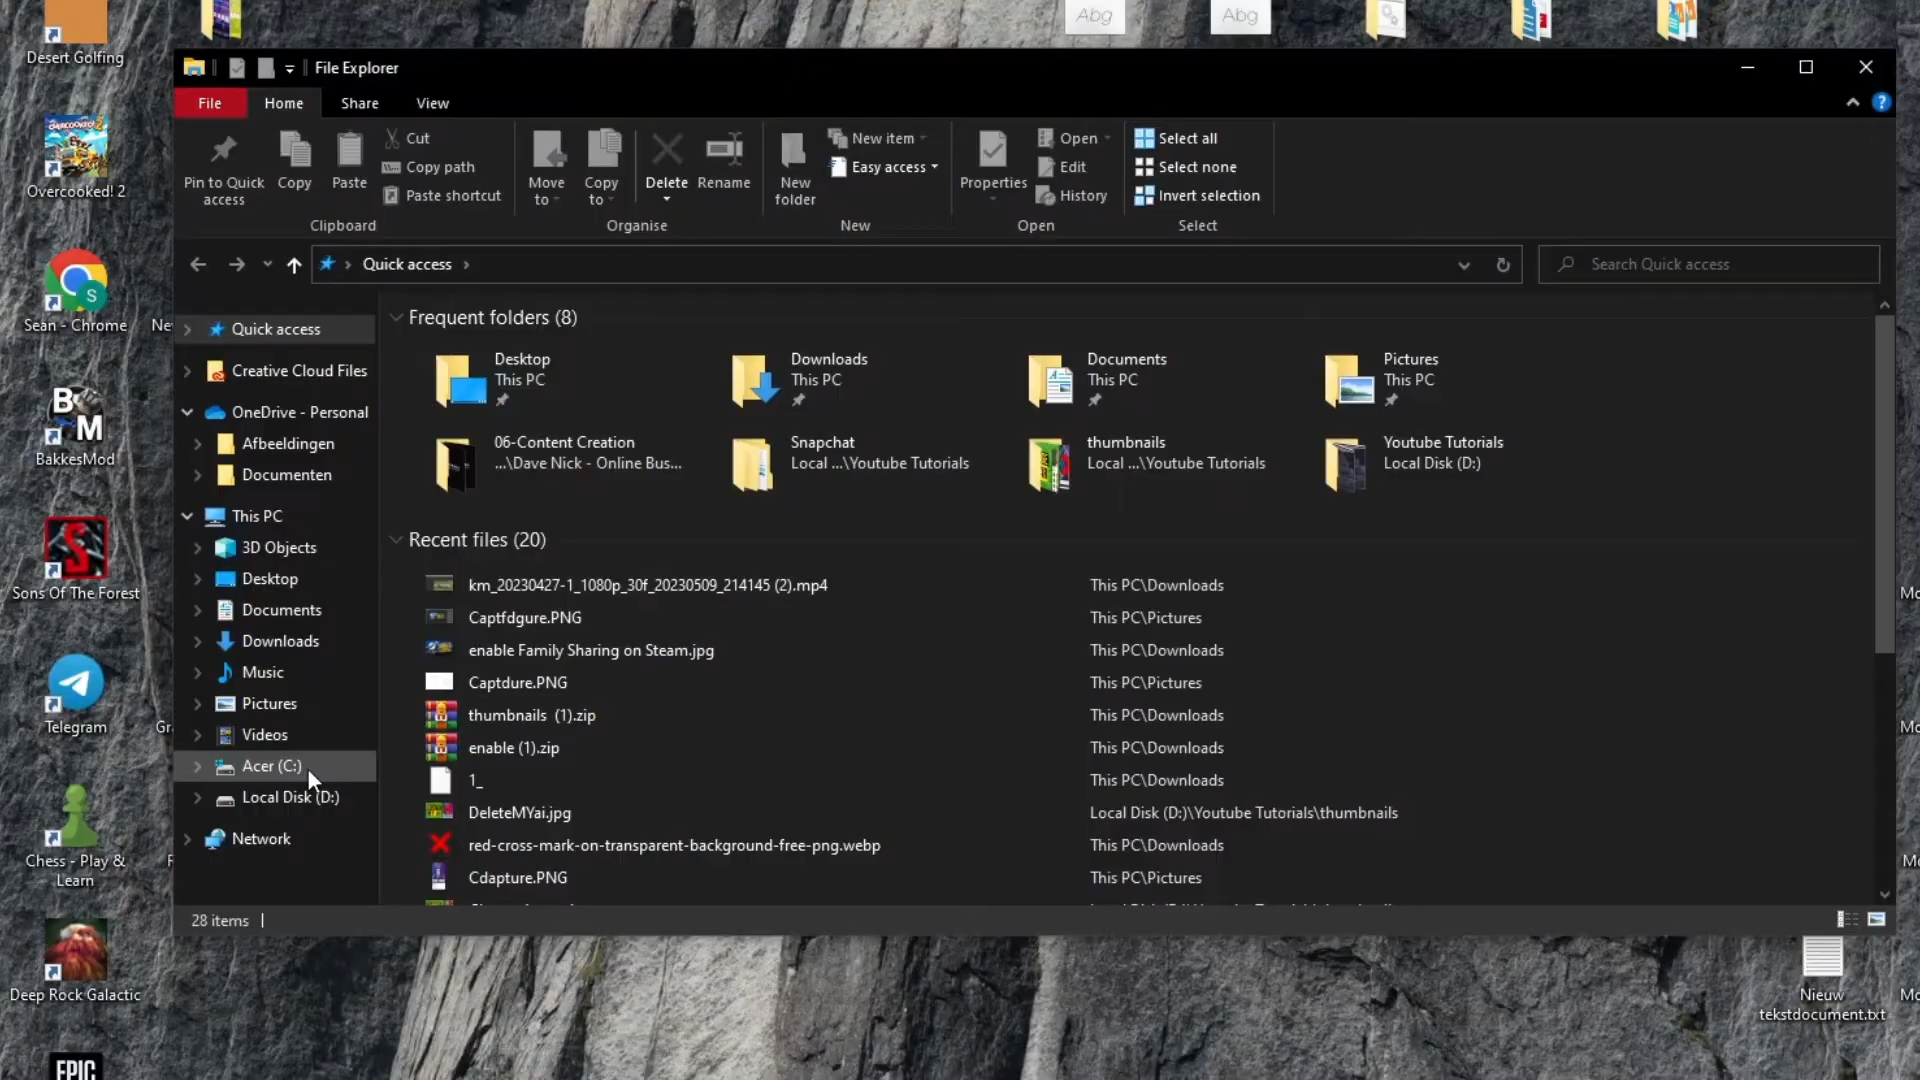 Desert Golfing
Abg
Abg
File Explorer
File
Home
Share
View
Pin to Quick
access
Copy
Paste
Cut
Copy path
Paste shortcut
Clipboard
Move
to
Copy
to
Delete
Rename
Organise
New
folder
New item
Easy access
New
Properties
Open
Edit
History
Open
Select all
Select none
Invert selection
Select
Quick access
Search Quick access
Overcooked! 2
S
Sean - Chrome
BM
BakkesMod
S
Sons Of The Forest
Telegram
Chess - Play &
Learn
Deep Rock Galactic
EPIC
Quick access
Creative Cloud Files
OneDrive - Personal
Afbeeldingen
Documenten
This PC
3D Objects
Desktop
Documents
Downloads
Music
Pictures
Videos
Acer (C:)
Local Disk (D:)
Network
Frequent folders (8)
Desktop
This PC
Downloads
This PC
Documents
This PC
Pictures
This PC
06-Content Creation
...\Dave Nick - Online Bus...
Snapchat
Local ...\Youtube Tutorials
thumbnails
Local ...\Youtube Tutorials
Youtube Tutorials
Local Disk (D:)
Recent files (20)
km_20230427-1_1080p_30f_20230509_214145 (2).mp4 This PC\Downloads
Captfdgure.PNG This PC\Pictures
enable Family Sharing on Steam.jpg This PC\Downloads
Captdure.PNG This PC\Pictures
thumbnails (1).zip This PC\Downloads
enable (1).zip This PC\Downloads
1_ This PC\Downloads
DeleteMYai.jpg Local Disk (D:)\Youtube Tutorials\thumbnails
red-cross-mark-on-transparent-background-free-png.webp This PC\Downloads
Cdapture.PNG This PC\Pictures
28 items
Nieuw
tekstdocument.txt